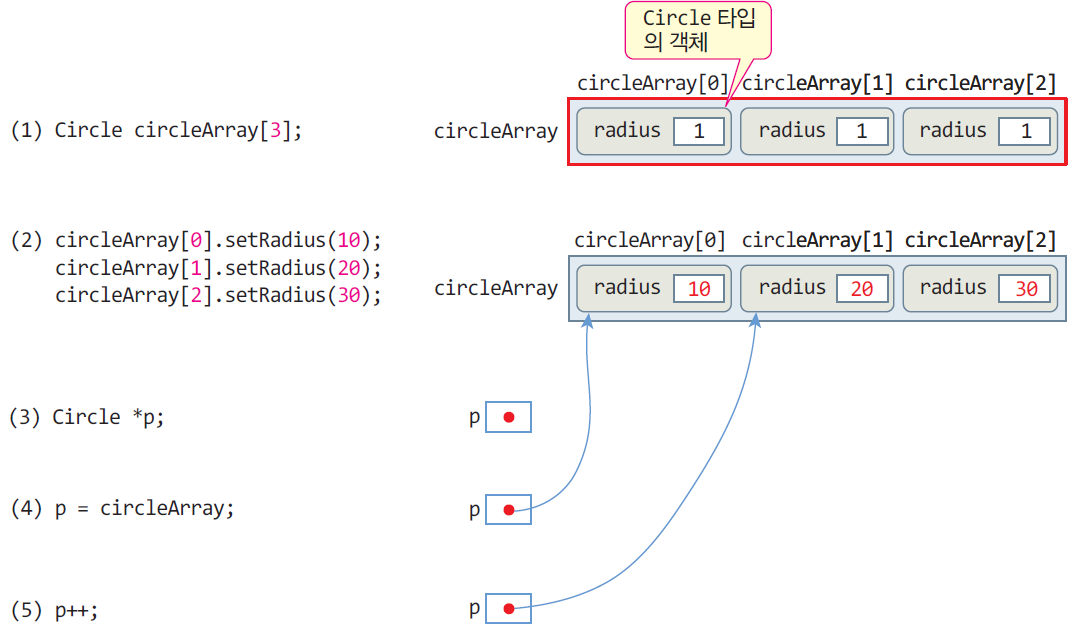 Circle 타입
의 객체
circleArray[0] circleArray[1] circleArray[2]
(1) Circle circleArray[3]; circleArray radius 1 radius 1 radius 1
(2) circleArray[0].setRadius(10); circleArray[0] circleArray[1] circleArray[2]
circleArray[1].setRadius(20);
circleArray radius 10 radius 20 radius 30
circleArray[2].setRadius(30);
(3) Circle *p; p
(4) p = circleArray; p
(5) p++; p